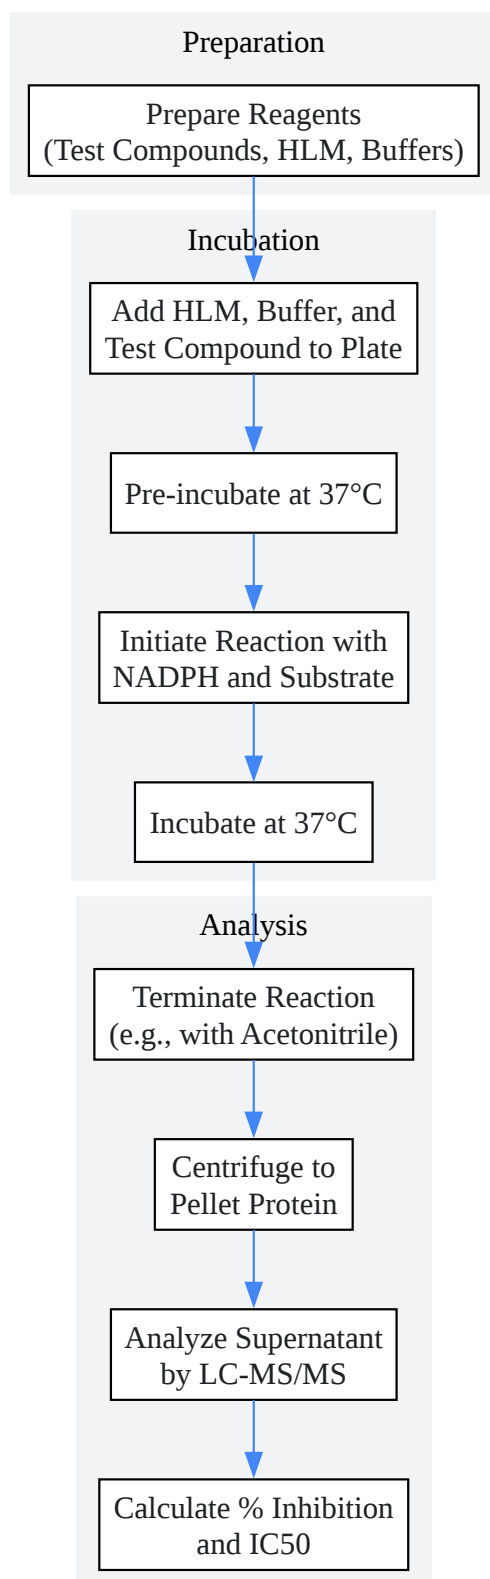 Preparation
Prepare Reagents
(Test Compounds, HLM, Buffers)
Incubation
Add HLM, Buffer, and
Test Compound to Plate
Pre-incubate at 37°C
Initiate Reaction with
NADPH and Substrate
Incubate at 37°C
Analysis
Terminate Reaction
(e.g., with Acetonitrile)
Centrifuge to
Pellet Protein
Analyze Supernatant
by LC-MS/MS
Calculate % Inhibition
and IC50